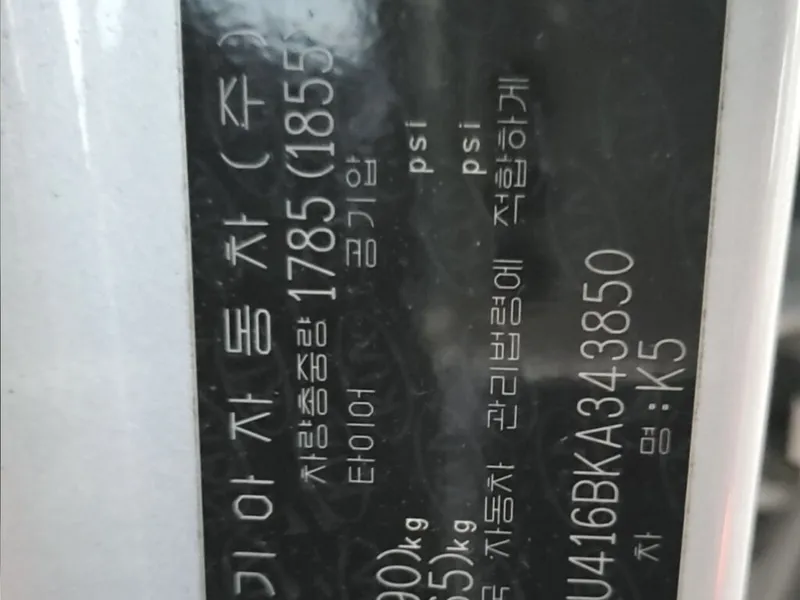 기아자동차 (주)
차량총중량 1785 (1855)
타이어 공기압
90)kg psi
65)kg psi
자동차 관리법령에 적합하게
U416BKA343850
차 명:K5